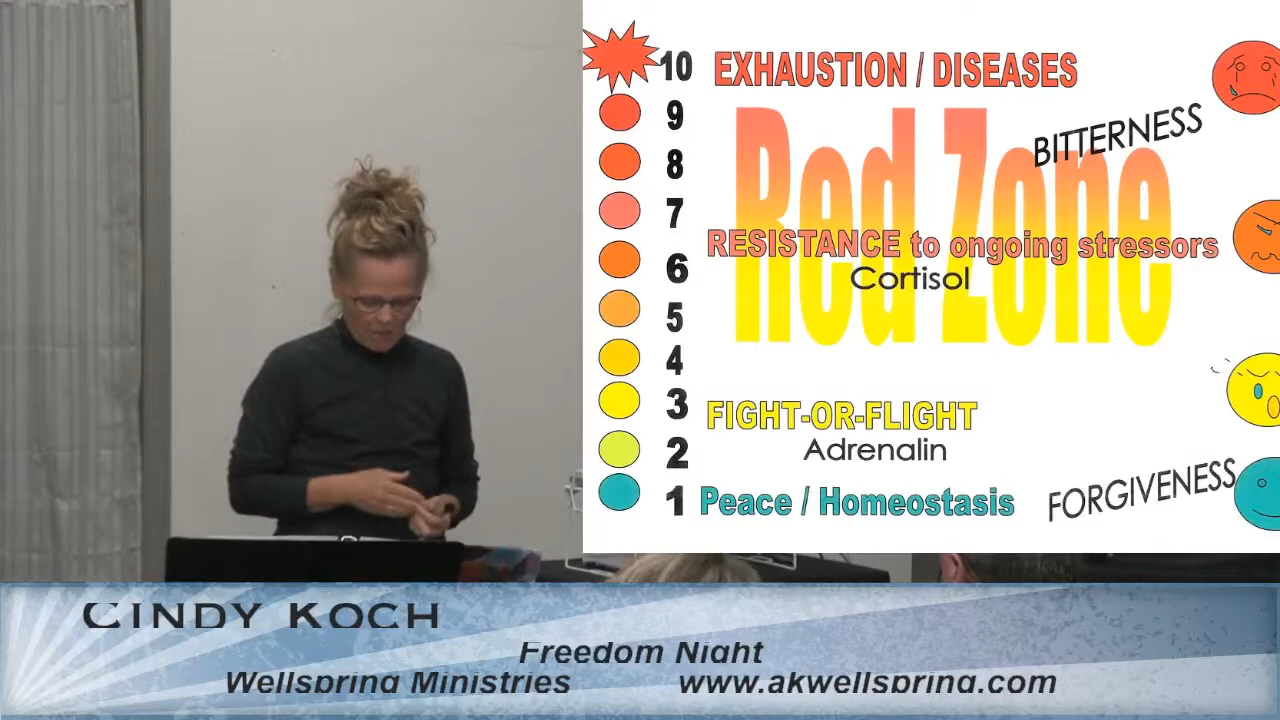 10 EXHAUSTION / DISEASES
9
BITTERNESS
8
Red Zone
7
RESISTANCE to ongoing stressors
6
Cortisol
5
4
3
FIGHT-OR-FLIGHT
2
Adrenalin
1 Peace / Homeostasis
FORGIVENESS
CINDY KOCH
Freedom Night
Wellspring Ministries www.akwellspring.com